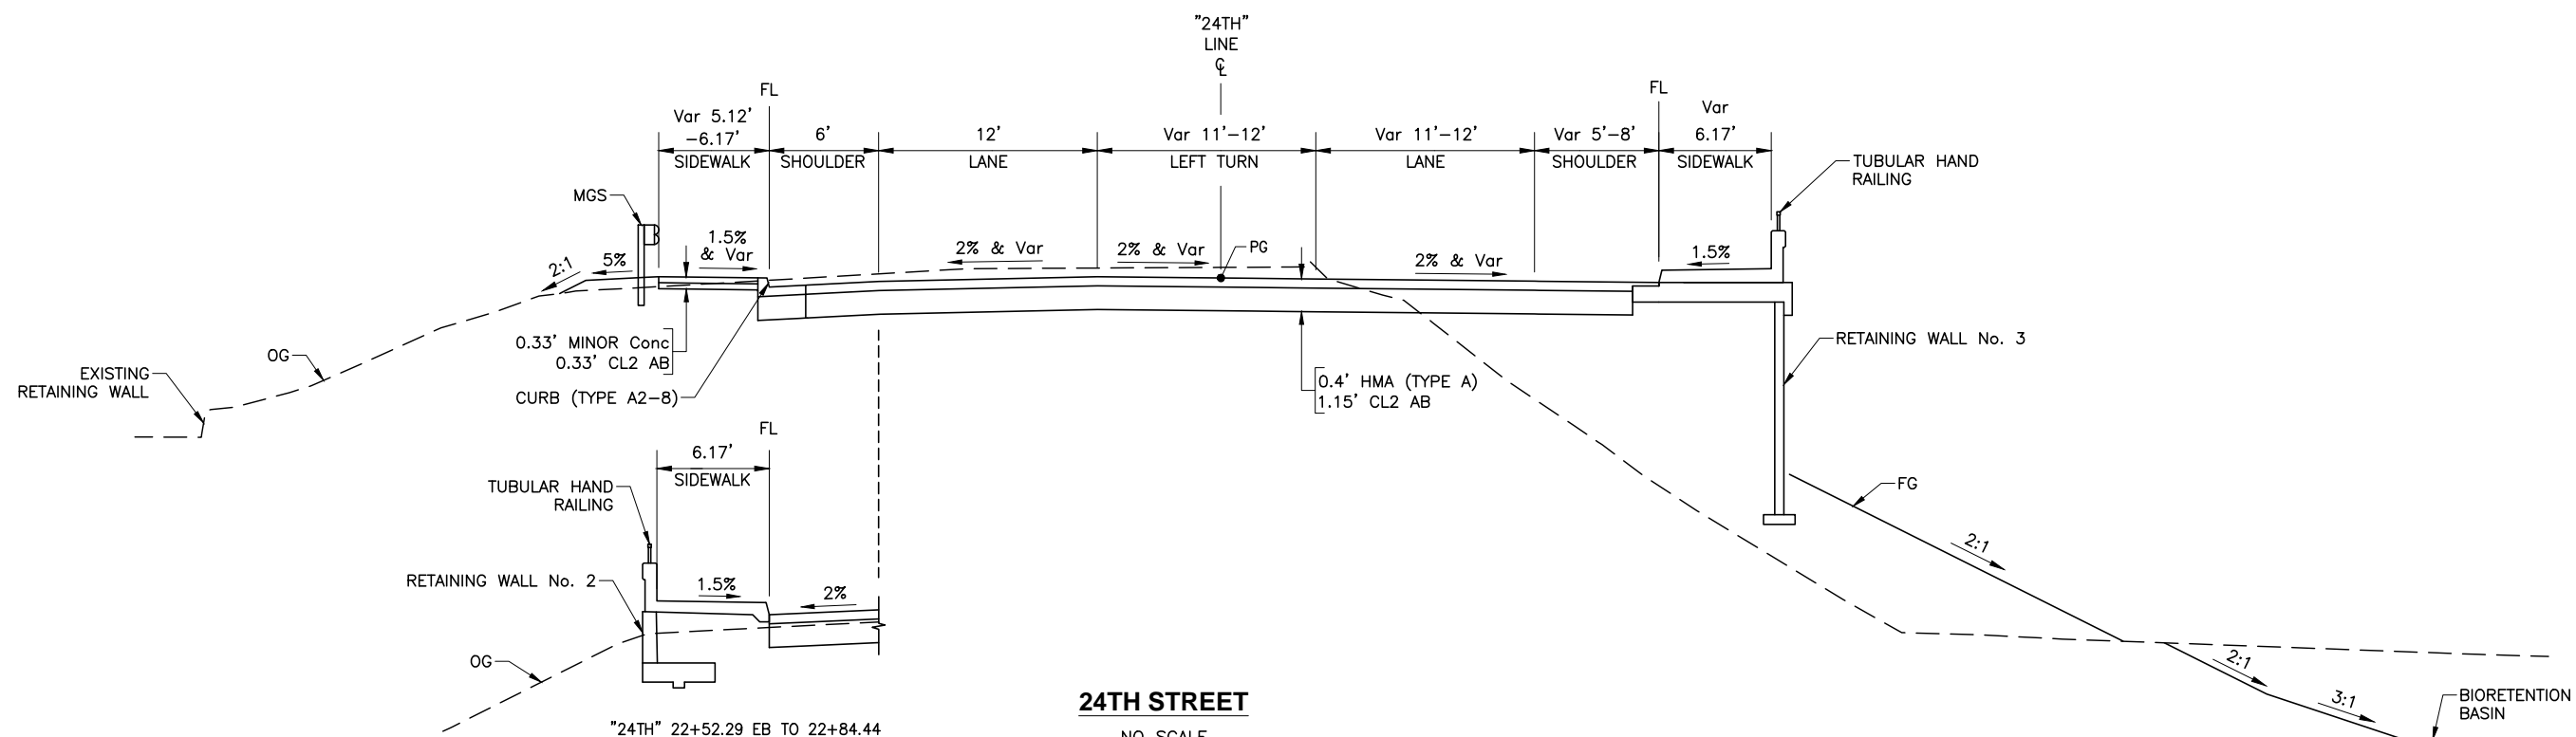 "24TH"
LINE
℄
FL
FL
Var 5.12'
-6.17'
SIDEWALK
6'
SHOULDER
12'
LANE
Var 11'-12'
LEFT TURN
Var 11'-12'
LANE
Var 5'-8'
SHOULDER
Var
6.17'
SIDEWALK
TUBULAR HAND
RAILING
MGS
2:1
5%
1.5%
& Var
2% & Var
2% & Var
PG
2% & Var
1.5%
0.33' MINOR Conc
0.33' CL2 AB
CURB (TYPE A2-8)
OG
EXISTING
RETAINING WALL
0.4' HMA (TYPE A)
1.15' CL2 AB
RETAINING WALL No. 3
FL
6.17'
SIDEWALK
TUBULAR HAND
RAILING
RETAINING WALL No. 2
1.5%
2%
OG
FG
2:1
2:1
3:1
BIORETENTION
BASIN
"24TH" 22+52.29 EB TO 22+84.44
24TH STREET
NO SCALE